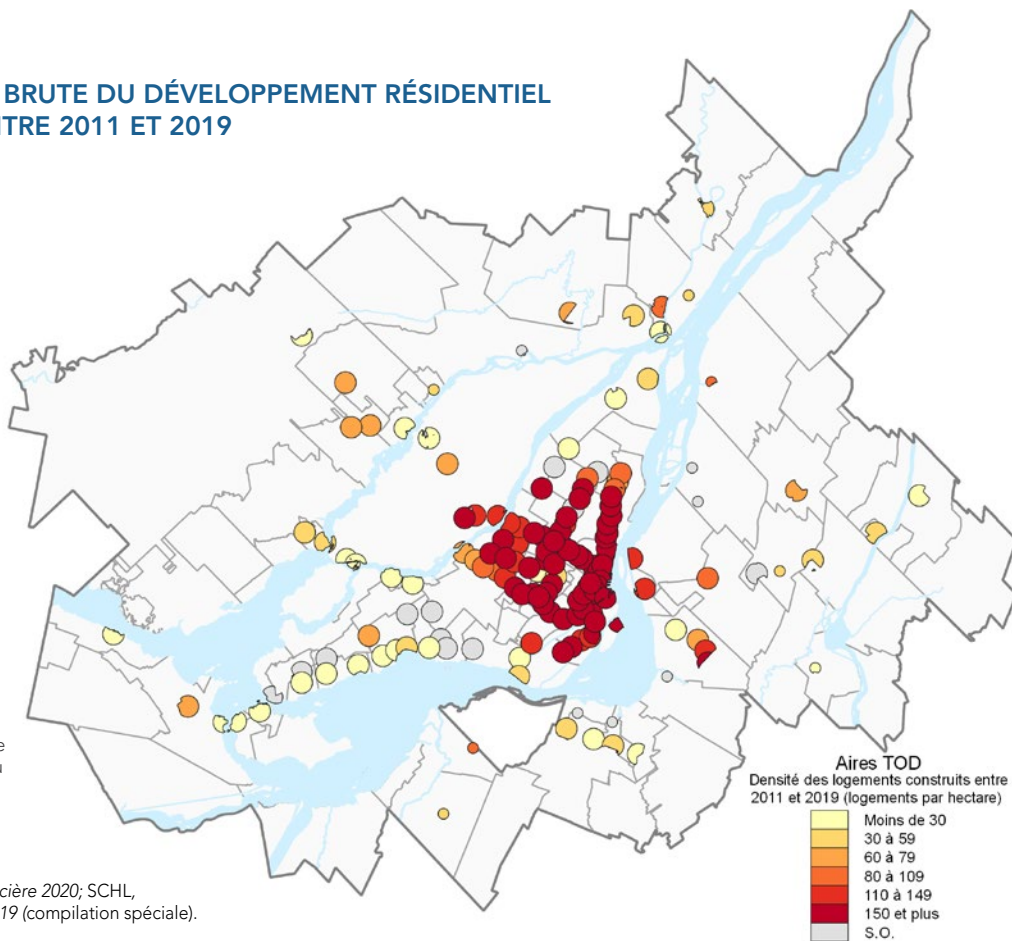 BRUTE DU DÉVELOPPEMENT RÉSIDENTIEL
TRE 2011 ET 2019
e
u
Aires TOD
Densité des logements construits entre
2011 et 2019 (logements par hectare)
Moins de 30
30 à 59
60 à 79
80 à 109
110 à 149
150 et plus
S.O.
cière 2020; SCHL,
19 (compilation spéciale).